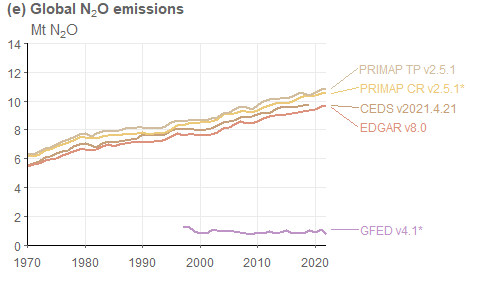 (e) Global N₂O emissions
Mt N₂O
14
12
10
8
6
4
2
0
1970 1980 1990 2000 2010 2020
PRIMAP TP v2.5.1
PRIMAP CR v2.5.1*
CEDS v2021.4.21
EDGAR v8.0
GFED v4.1*